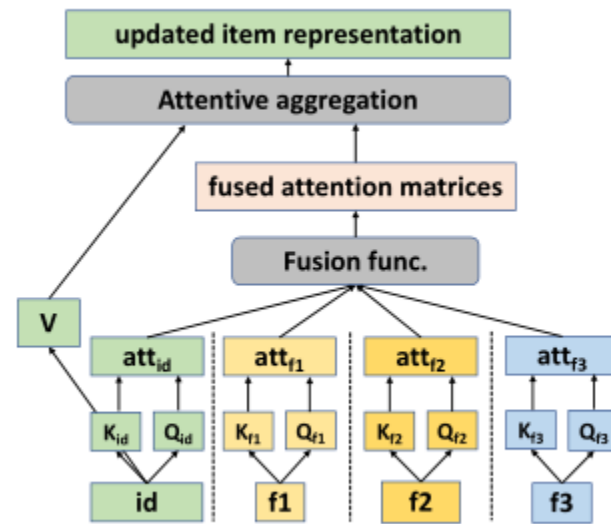 updated item representation
Attentive aggregation
fused attention matrices
Fusion func.
V
att_id att_f1 att_f2 att_f3
K_id Q_id K_f1 Q_f1 K_f2 Q_f2 K_f3 Q_f3
id f1 f2 f3